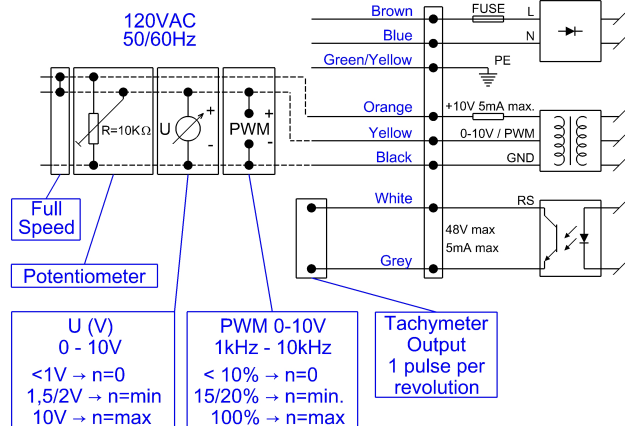 120VAC
50/60Hz
Brown
FUSE
L
Blue
N
Green/Yellow
PE
Orange
+10V 5mA max.
Yellow
0-10V / PWM
Black
GND
R=10KΩ
U
+
-
PWM
+
-
White
RS
48V max
5mA max
Grey
Full
Speed
Potentiometer
U (V)
0 - 10V
<1V → n=0
1,5/2V → n=min
10V → n=max
PWM 0-10V
1kHz - 10kHz
< 10% → n=0
15/20% → n=min.
100% → n=max
Tachymeter
Output
1 pulse per
revolution